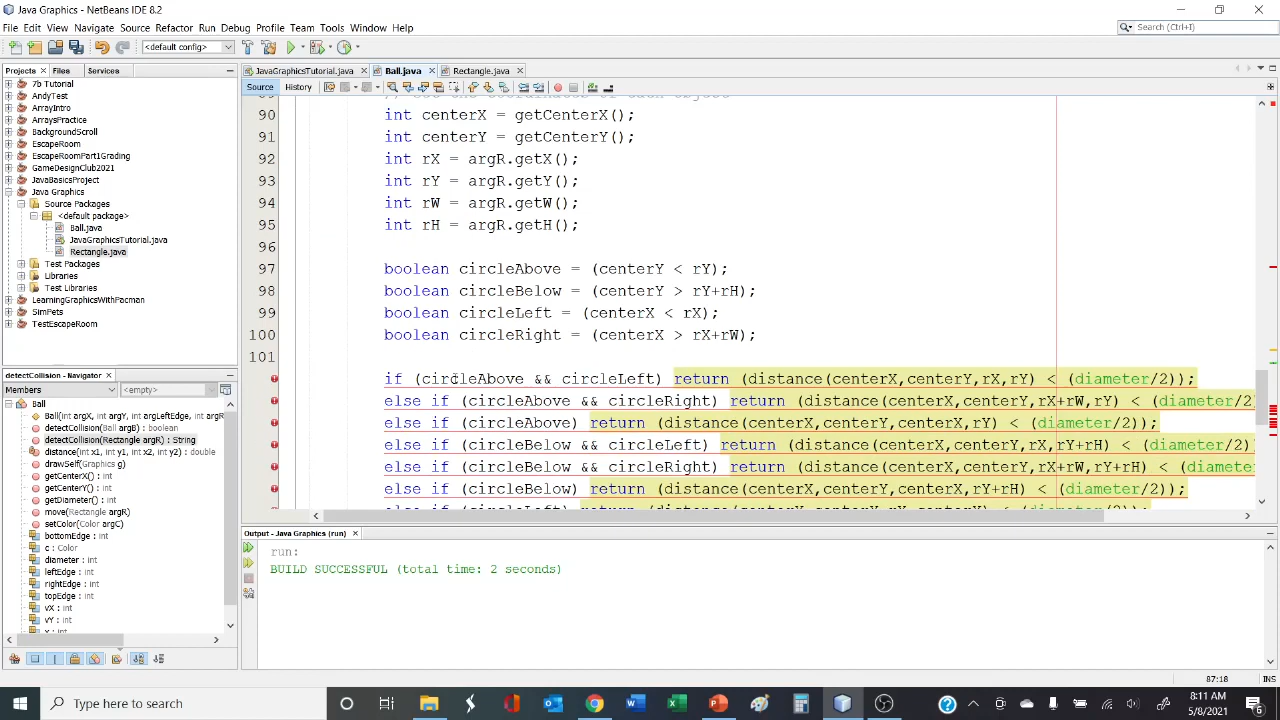 Java Graphics - NetBeans IDE 8.2
File Edit View Navigate Source Refactor Run Debug Profile Team Tools Window Help
Search (Ctrl+I)
<default config>
Projects Files Services
JavaGraphicsTutorial.java Ball.java Rectangle.java
Source History
7b Tutorial
AndyTest
ArrayIntro
ArraysPractice
BackgroundScroll
EscapeRoom
EscapeRoomPart1Grading
GameDesignClub2021
JavaBasicsProject
Java Graphics
Source Packages
<default package>
Ball.java
JavaGraphicsTutorial.java
Rectangle.java
Test Packages
Libraries
Test Libraries
LearningGraphicsWithPacman
SimPets
TestEscapeRoom
90 int centerX = getCenterX();
91 int centerY = getCenterY();
92 int rX = argR.getX();
93 int rY = argR.getY();
94 int rW = argR.getW();
95 int rH = argR.getH();
96
97 boolean circleAbove = (centerY < rY);
98 boolean circleBelow = (centerY > rY+rH);
99 boolean circleLeft = (centerX < rX);
100 boolean circleRight = (centerX > rX+rW);
101
if (circleAbove && circleLeft) return (distance(centerX,centerY,rX,rY) < (diameter/2));
else if (circleAbove && circleRight) return (distance(centerX,centerY,rX+rW,rY) < (diameter/2)
else if (circleAbove) return (distance(centerX,centerY,centerX,rY) < (diameter/2));
else if (circleBelow && circleLeft) return (distance(centerX,centerY,rX,rY+rH) < (diameter/2)
else if (circleBelow && circleRight) return (distance(centerX,centerY,rX+rW,rY+rH) < (diamete
else if (circleBelow) return (distance(centerX,centerY,centerX,rY+rH) < (diameter/2));
detectCollision
Members <empty>
Ball
Ball(int argX, int argY, int argLeftEdge, int argR
detectCollision(Ball argB) : boolean
detectCollision(Rectangle argR) : String
distance(int x1, int y1, int x2, int y2) : double
drawSelf(Graphics g)
getCenterX() : int
getCenterY() : int
getDiameter() : int
move(Rectangle argR)
setColor(Color argC)
bottomEdge : int
c : Color
diameter : int
leftEdge : int
rightEdge : int
topEdge : int
vX : int
vY : int
Output - Java Graphics (run)
run:
BUILD SUCCESSFUL (total time: 2 seconds)
87:18 INS
Type here to search
8:11 AM
5/8/2021